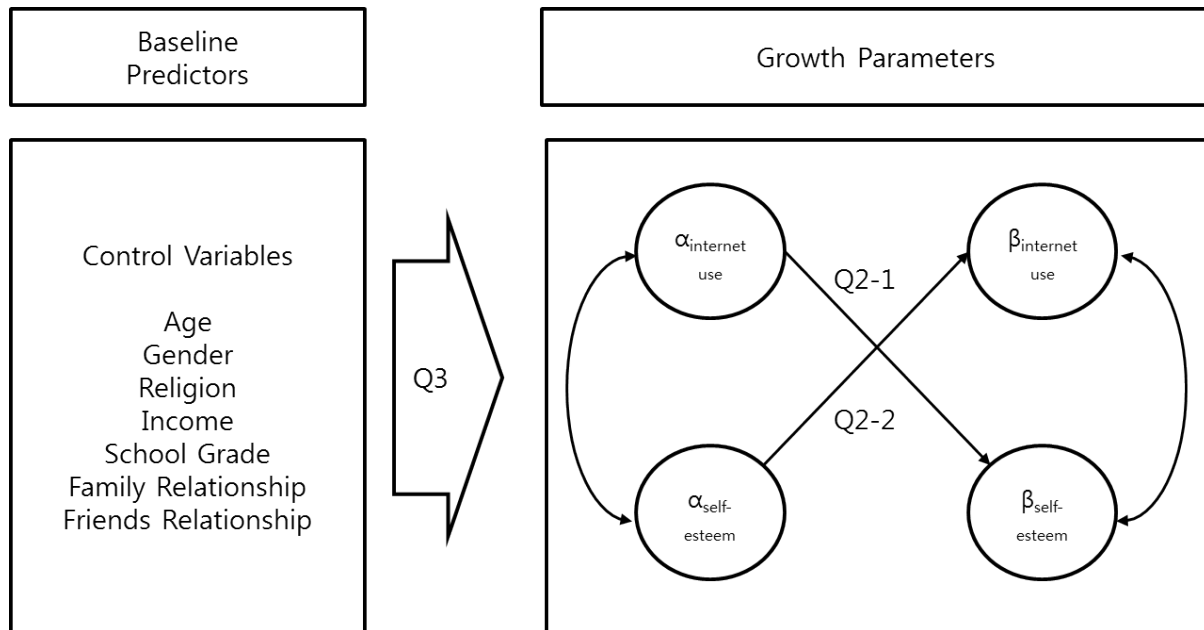 Baseline
Predictors
Growth Parameters
Control Variables
Age
Gender
Religion
Income
School Grade
Family Relationship
Friends Relationship
Q3
αinternet
use
βinternet
use
Q2-1
Q2-2
αself-
esteem
βself-
esteem